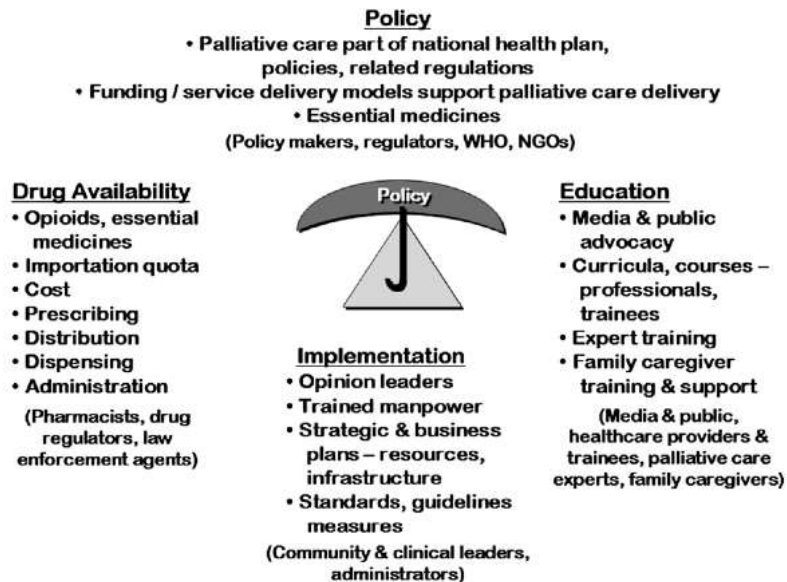 Policy
• Palliative care part of national health plan,
policies, related regulations
• Funding / service delivery models support palliative care delivery
• Essential medicines
(Policy makers, regulators, WHO, NGOs)
Drug Availability
• Opioids, essential
medicines
• Importation quota
• Cost
• Prescribing
• Distribution
• Dispensing
• Administration
(Pharmacists, drug
regulators, law
enforcement agents)
Policy
Implementation
• Opinion leaders
• Trained manpower
• Strategic & business
plans – resources,
infrastructure
• Standards, guidelines
measures
(Community & clinical leaders,
administrators)
Education
• Media & public
advocacy
• Curricula, courses –
professionals,
trainees
• Expert training
• Family caregiver
training & support
(Media & public,
healthcare providers &
trainees, palliative care
experts, family caregivers)